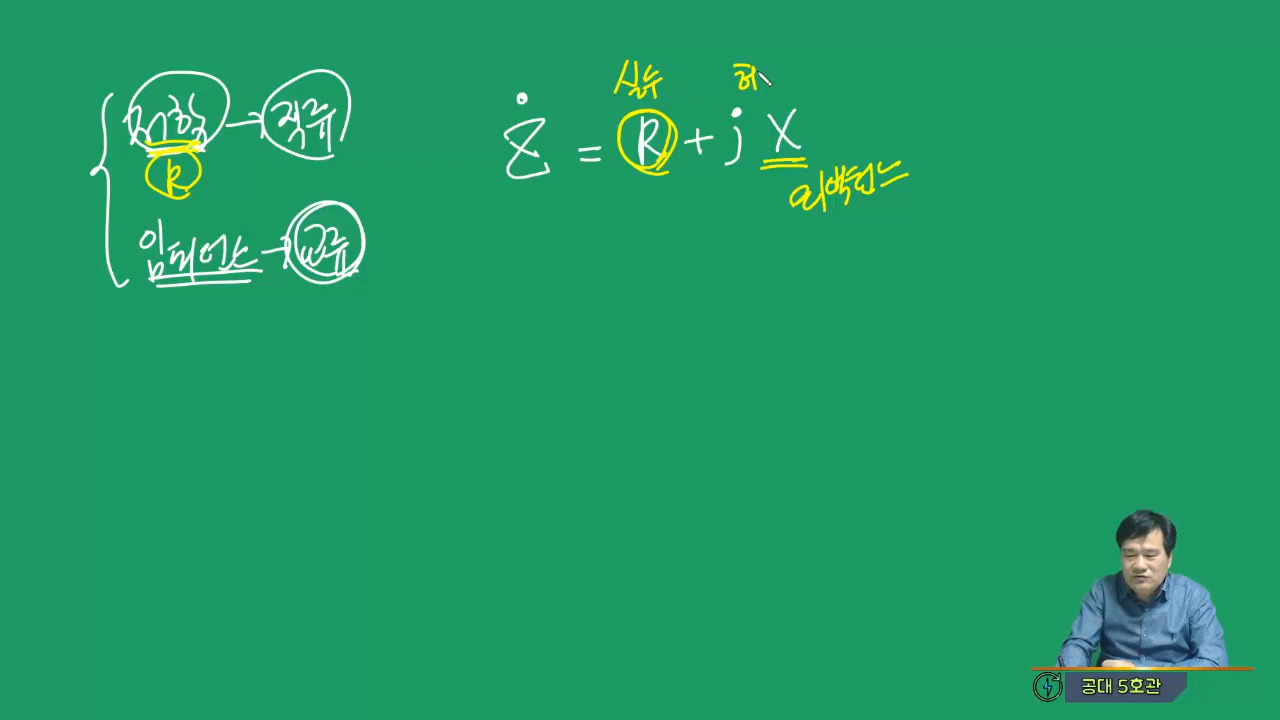 저항 → 직류
R
임피던스 → 교류
실수 허
Ż = R + jX
리액턴스
공대 5호관